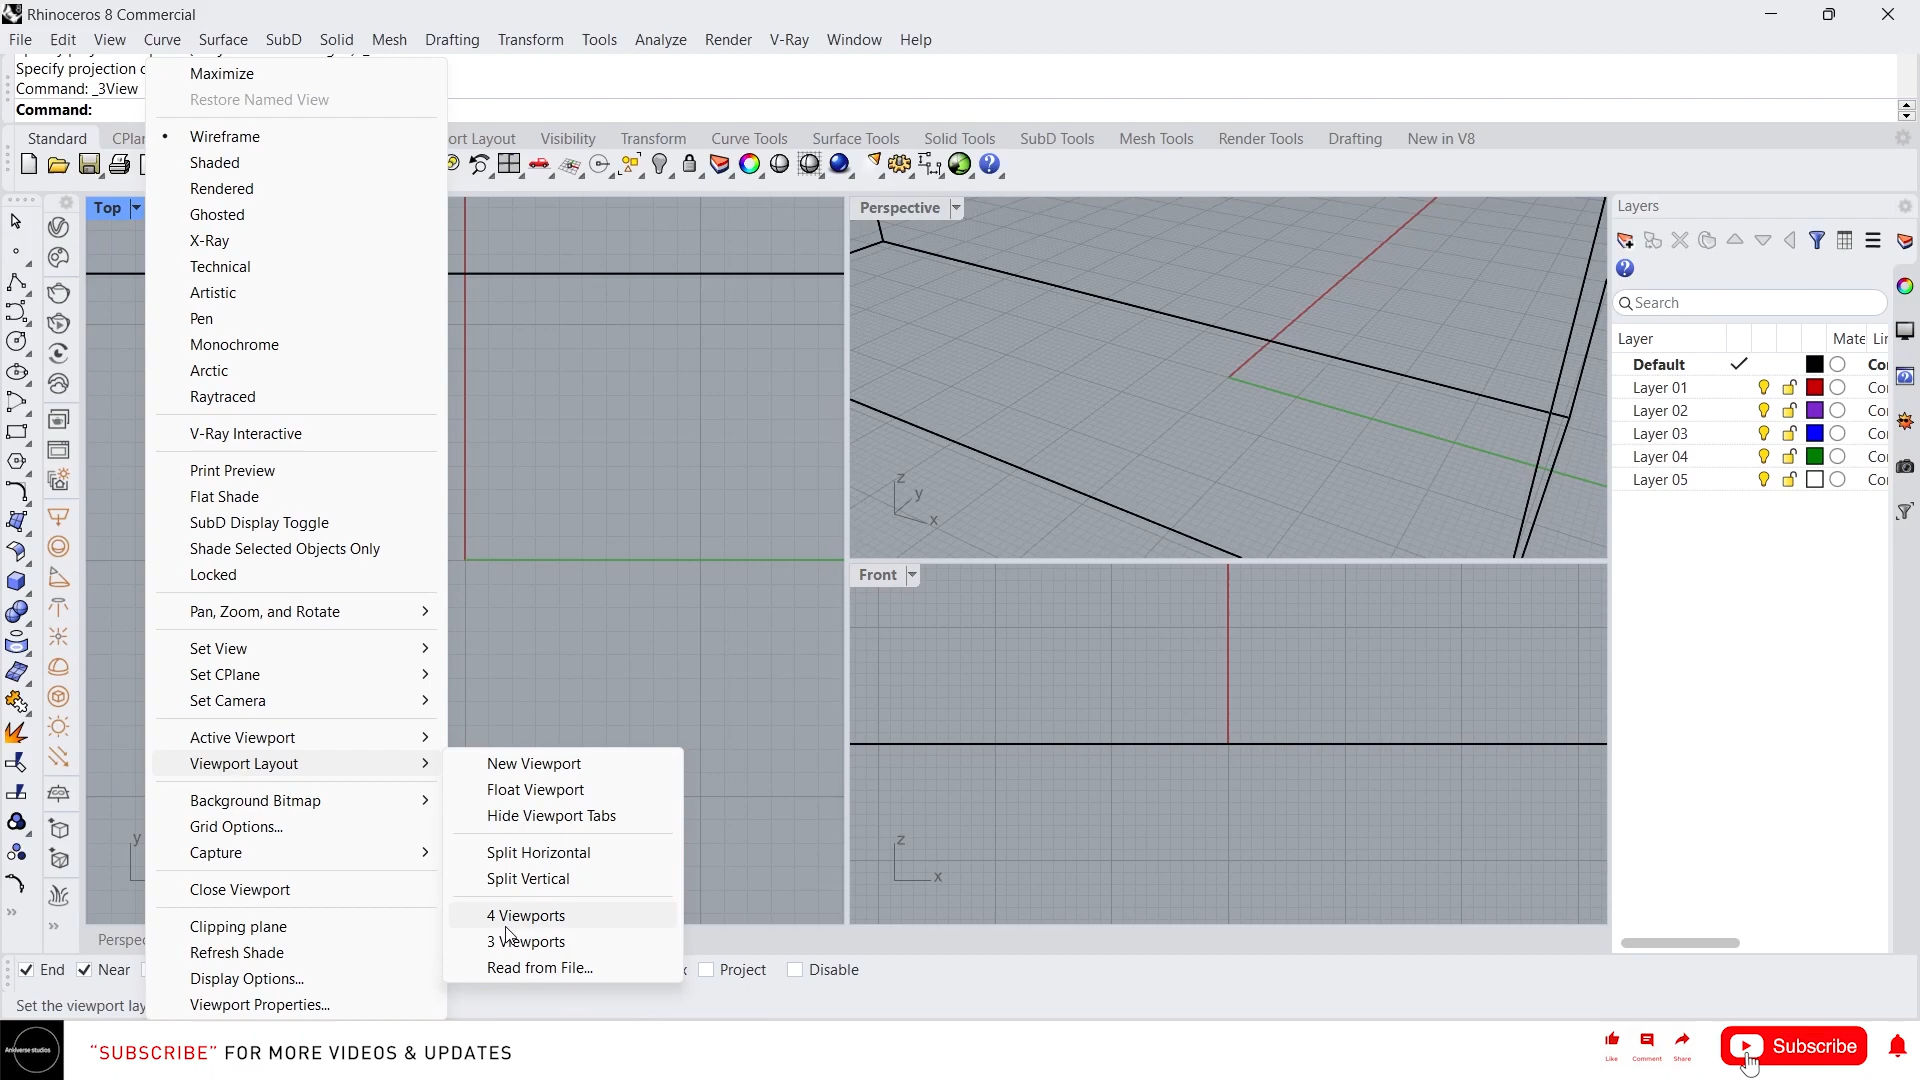 Rhinoceros 8 Commercial
File Edit View Curve Surface SubD Solid Mesh Drafting Transform Tools Analyze Render V-Ray Window Help
Specify projection
Command: _3View
Command:
Standard
ort Layout Visibility Transform Curve Tools Surface Tools Solid Tools SubD Tools Mesh Tools Render Tools Drafting New in V8
Maximize
Restore Named View
Wireframe
Shaded
Rendered
Ghosted
X-Ray
Technical
Artistic
Pen
Monochrome
Arctic
Raytraced
V-Ray Interactive
Print Preview
Flat Shade
SubD Display Toggle
Shade Selected Objects Only
Locked
Pan, Zoom, and Rotate
Set View
Set CPlane
Set Camera
Active Viewport
Viewport Layout
Background Bitmap
Grid Options...
Capture
Close Viewport
Clipping plane
Refresh Shade
Display Options...
Viewport Properties...
New Viewport
Float Viewport
Hide Viewport Tabs
Split Horizontal
Split Vertical
4 Viewports
3 Viewports
Read from File...
Top
y
Perspective
z
y
x
Front
z
x
Layers
Search
Layer Mate
Default
Layer 01
Layer 02
Layer 03
Layer 04
Layer 05
End Near Project Disable
Set the viewport lay
"SUBSCRIBE" FOR MORE VIDEOS & UPDATES
Like Comment Share
Subscribe